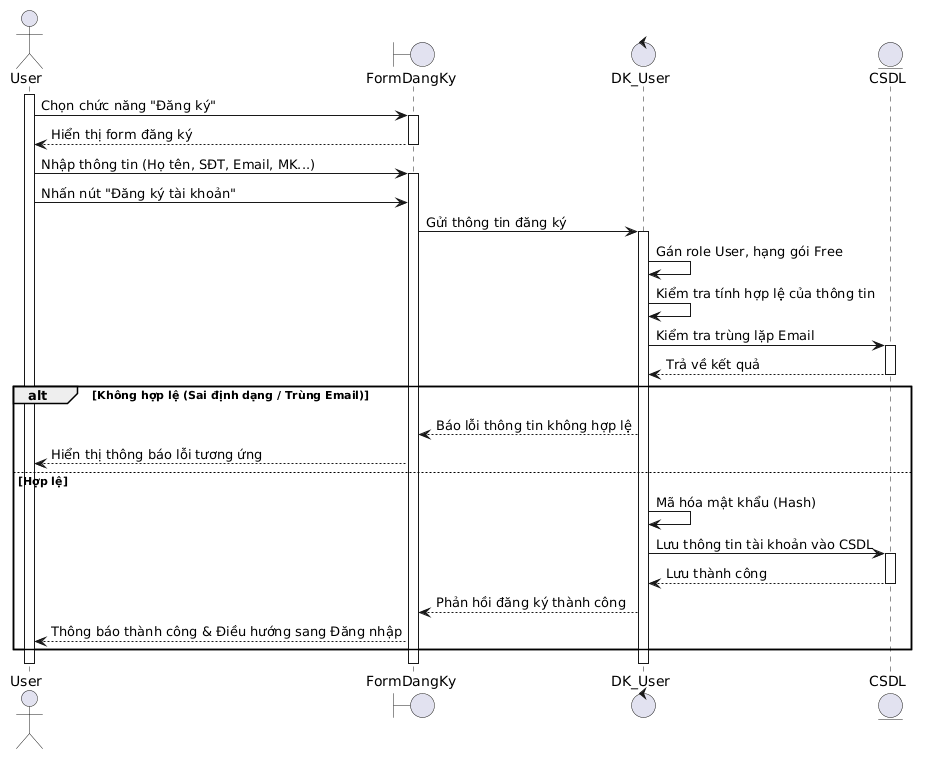 User
FormDangKy
DK_User
CSDL
Chọn chức năng "Đăng ký"
Hiển thị form đăng ký
Nhập thông tin (Họ tên, SĐT, Email, MK...)
Nhấn nút "Đăng ký tài khoản"
Gửi thông tin đăng ký
Gán role User, hạng gói Free
Kiểm tra tính hợp lệ của thông tin
Kiểm tra trùng lặp Email
Trả về kết quả
alt
[Không hợp lệ (Sai định dạng / Trùng Email)]
Báo lỗi thông tin không hợp lệ
Hiển thị thông báo lỗi tương ứng
[Hợp lệ]
Mã hóa mật khẩu (Hash)
Lưu thông tin tài khoản vào CSDL
Lưu thành công
Phản hồi đăng ký thành công
Thông báo thành công & Điều hướng sang Đăng nhập
User
FormDangKy
DK_User
CSDL